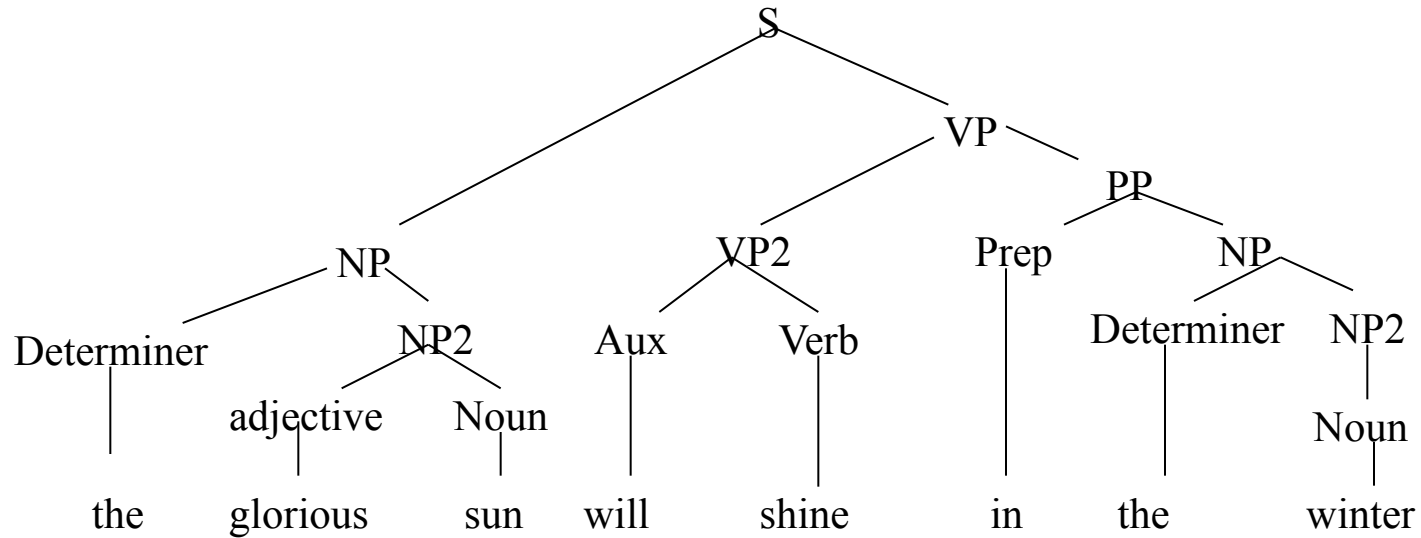 S
VP
PP
NP VP2 Prep NP
Determiner NP2 Aux Verb Determiner NP2
adjective Noun Noun
the glorious sun will shine in the winter